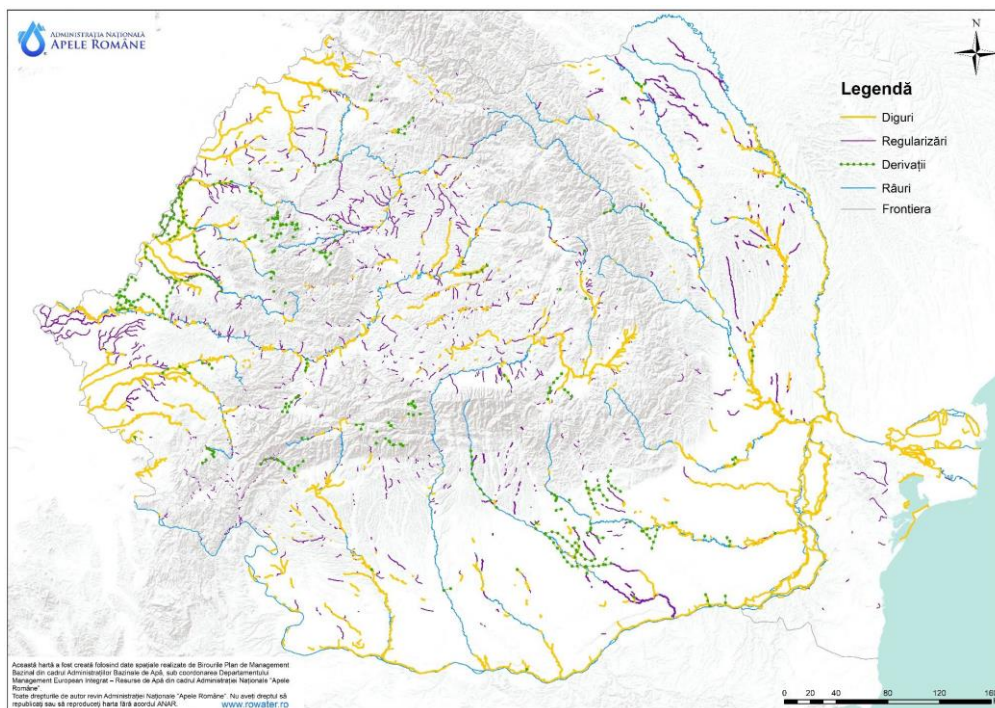 ADMINISTRAȚIA NAȚIONALĂ
APELE ROMÂNE
N
Legendă
Diguri
Regularizări
Derivații
Râuri
Frontiera
Această hartă a fost creată folosind date spațiale realizate de Birourile Plan de Management
Bazinal din cadrul Administrațiilor Bazinale de Apă, sub coordonarea Departamentului
Management European Integrat – Resurse de Apă din cadrul Administrației Naționale "Apele
Române".
Toate drepturile de autor revin Administrației Naționale "Apele Române". Nu aveți dreptul să
republicați sau să reproduceți harta fără acordul ANAR.
www.rowater.ro
0 20 40 80 120 160